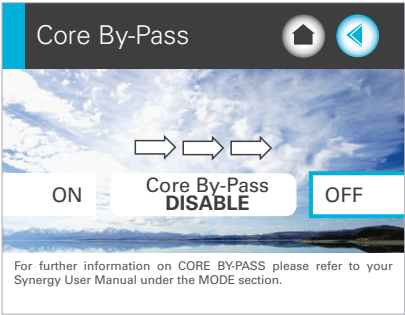 Core By-Pass
ON
Core By-Pass
DISABLE
OFF
For further information on CORE BY-PASS please refer to your
Synergy User Manual under the MODE section.